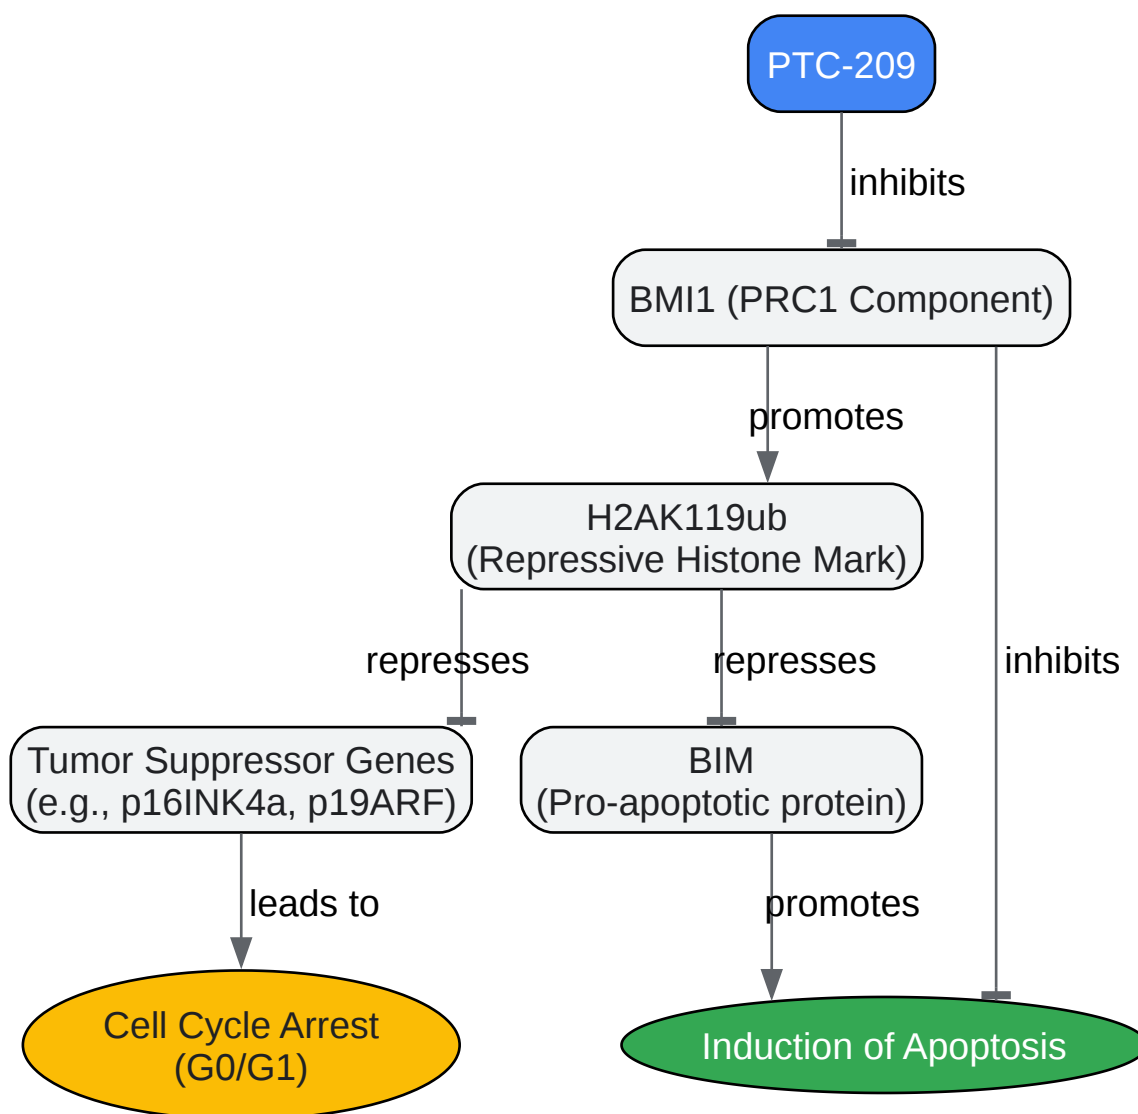 PTC-209
inhibits
BMI1 (PRC1 Component)
promotes
H2AK119ub
(Repressive Histone Mark)
represses
represses
inhibits
Tumor Suppressor Genes
(e.g., p16INK4a, p19ARF)
BIM
(Pro-apoptotic protein)
leads to
promotes
Cell Cycle Arrest
(G0/G1)
Induction of Apoptosis